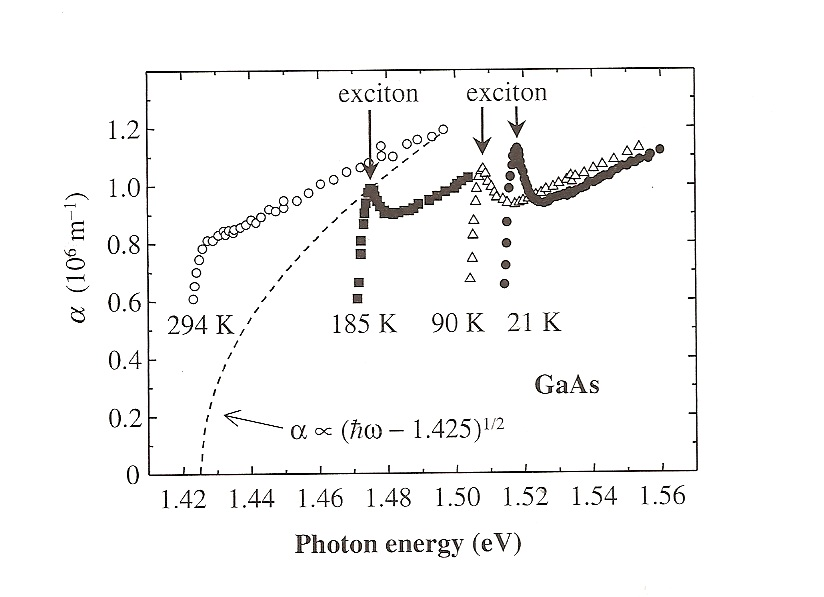 exciton exciton
1.2
1.0
0.8
0.6
0.4
0.2
0
α (10⁶ m⁻¹)
294 K 185 K 90 K 21 K
GaAs
α ∝ (ħω − 1.425)^{1/2}
1.42 1.44 1.46 1.48 1.50 1.52 1.54 1.56
Photon energy (eV)